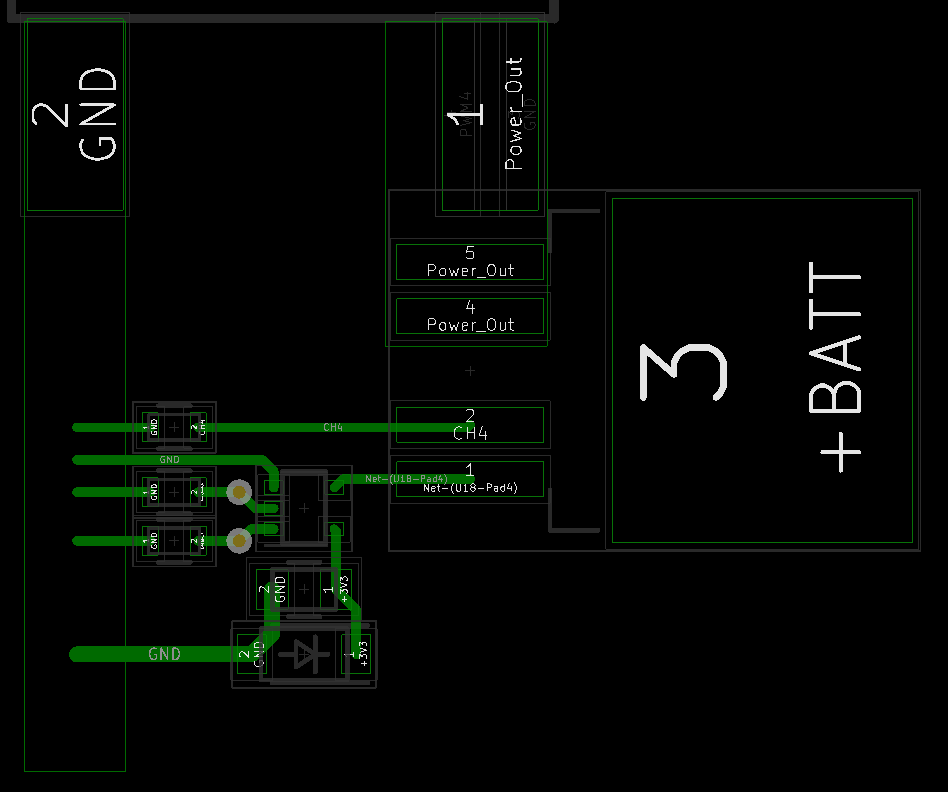 2
GND
1
PWM4
Power_Out
GND
5
Power_Out
4
Power_Out
3
+BATT
2
CH4
1
Net-(U18-Pad4)
1
GND
2
CH4
CH4
GND
Net-(U18-Pad4)
1
GND
2
1
GND
2
2
GND
1
+3V3
GND
2
GND
1
+3V3